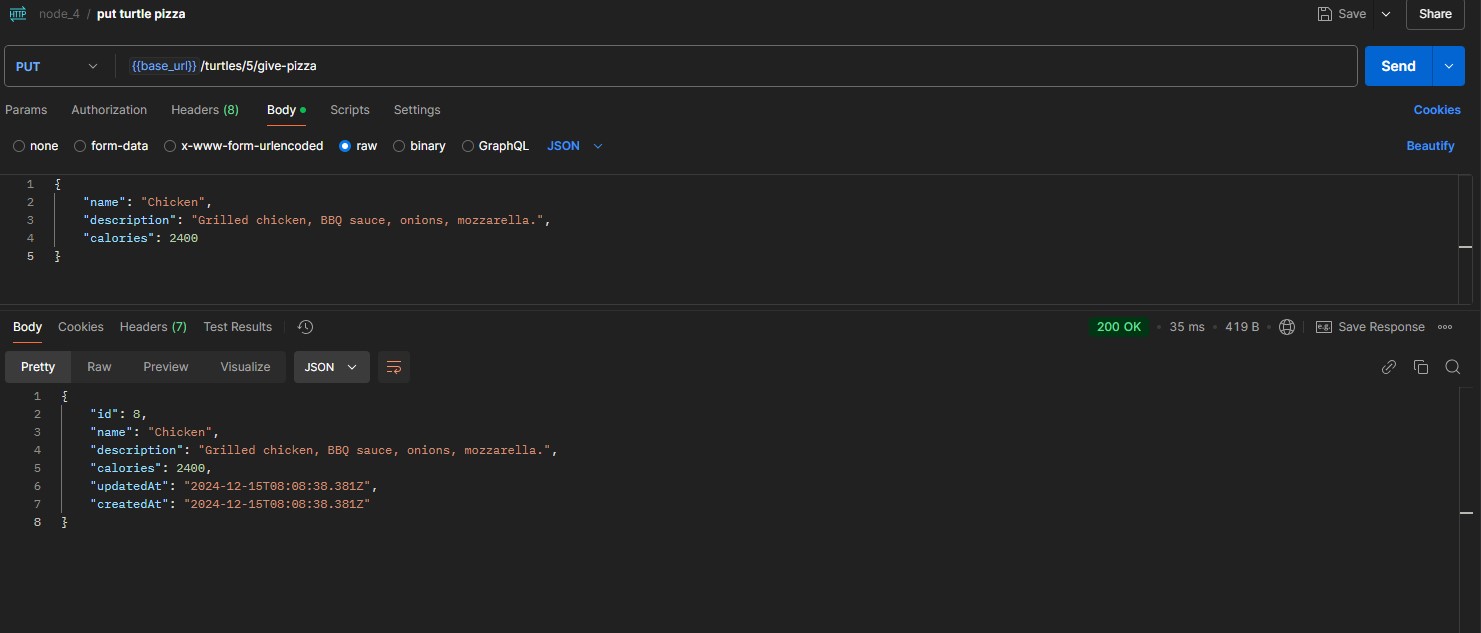 HTTP node_4 / put turtle pizza Save Share
PUT {{base_url}} /turtles/5/give-pizza Send
Params Authorization Headers (8) Body Scripts Settings Cookies
none form-data x-www-form-urlencoded raw binary GraphQL JSON Beautify
1 {
2 "name": "Chicken",
3 "description": "Grilled chicken, BBQ sauce, onions, mozzarella.",
4 "calories": 2400
5 }
Body Cookies Headers (7) Test Results 200 OK • 35 ms • 419 B • e.g. Save Response
Pretty Raw Preview Visualize JSON
1 {
2 "id": 8,
3 "name": "Chicken",
4 "description": "Grilled chicken, BBQ sauce, onions, mozzarella.",
5 "calories": 2400,
6 "updatedAt": "2024-12-15T08:08:38.381Z",
7 "createdAt": "2024-12-15T08:08:38.381Z"
8 }